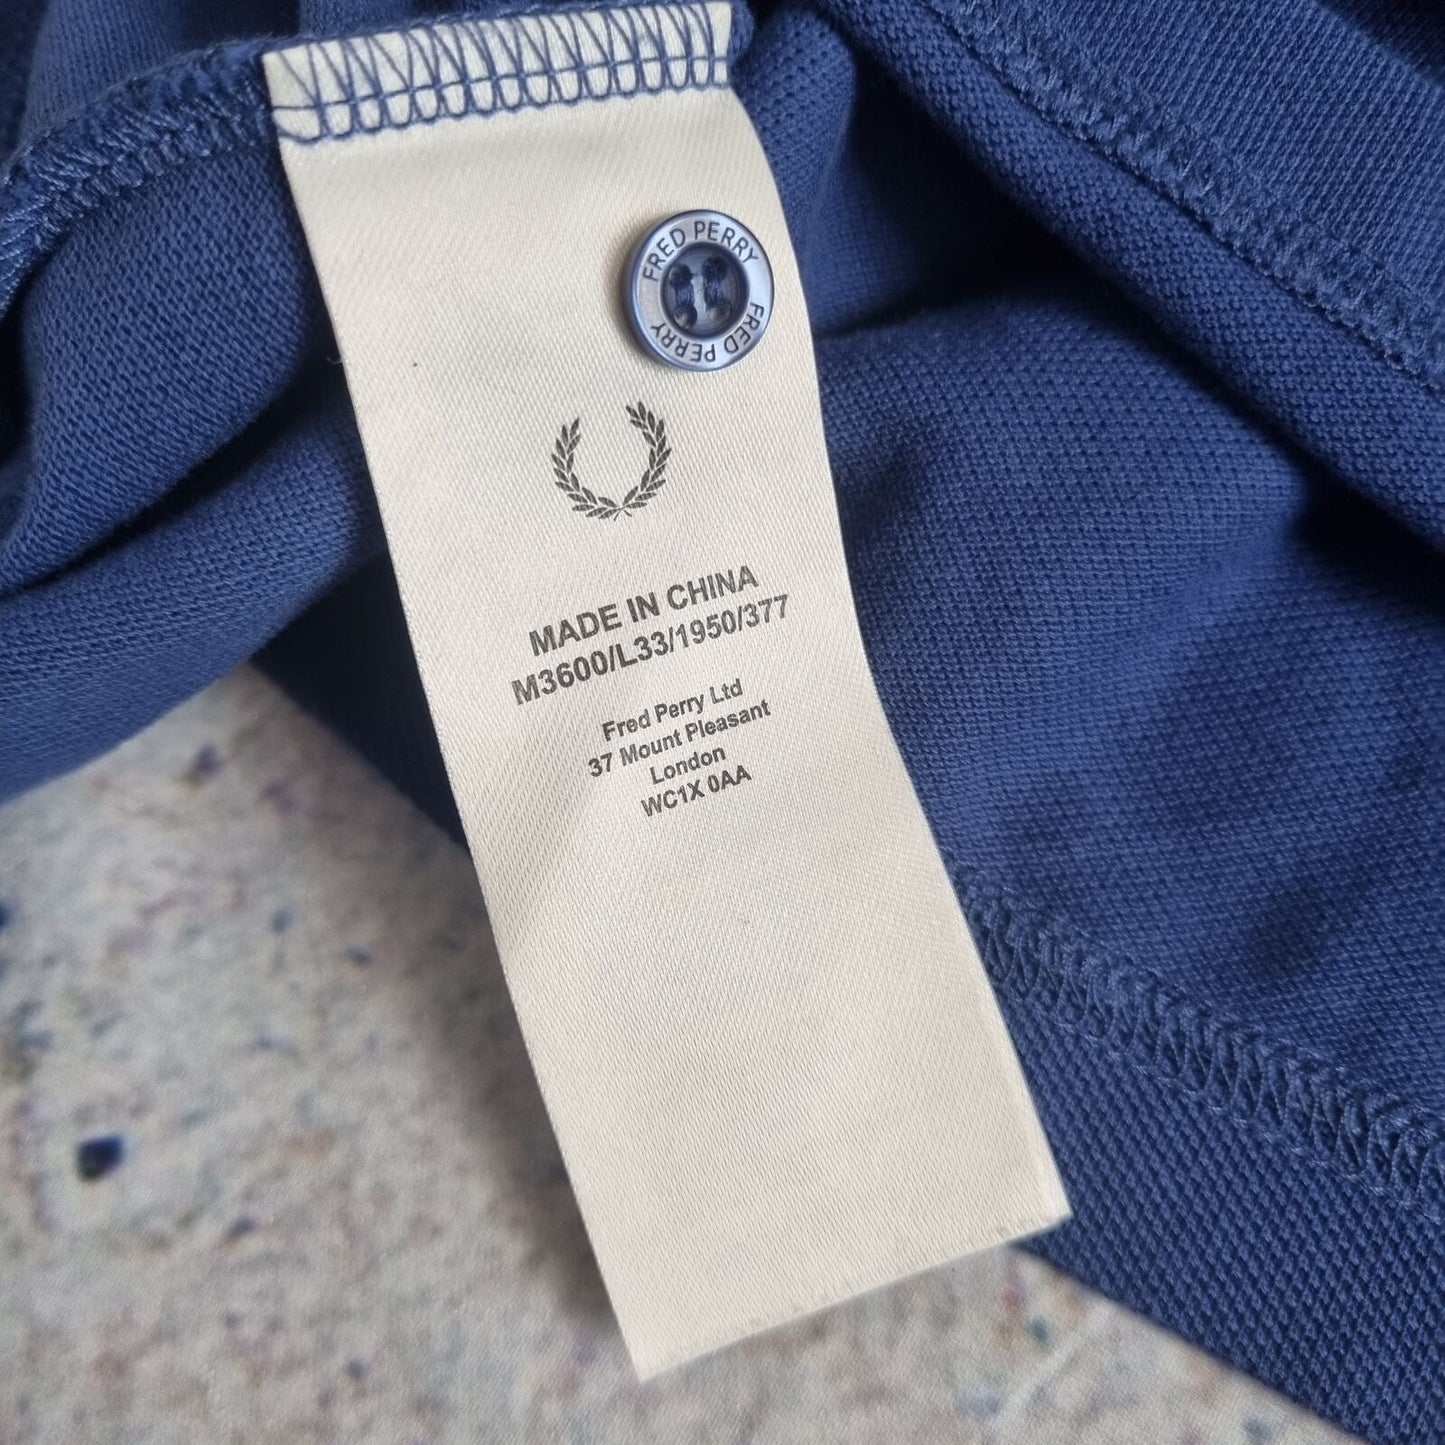 FRED PERRY
FRED PERRY
MADE IN CHINA
M3600/L33/1950/377
Fred Perry Ltd
37 Mount Pleasant
London
WC1X 0AA